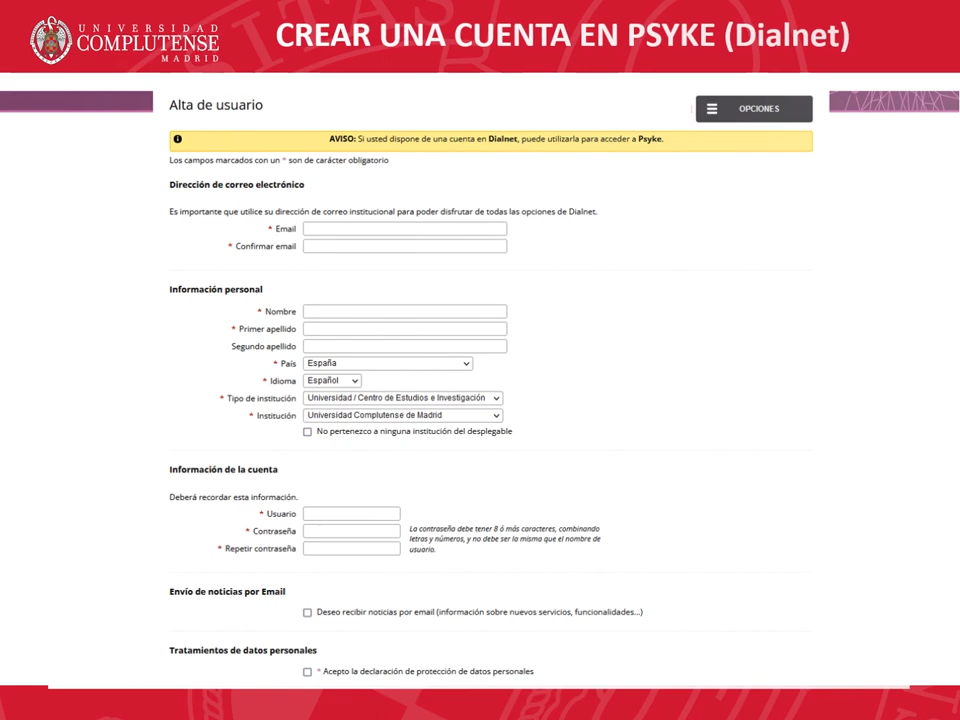 UNIVERSIDAD
COMPLUTENSE
MADRID
CREAR UNA CUENTA EN PSYKE (Dialnet)
Alta de usuario
OPCIONES
AVISO: Si usted dispone de una cuenta en Dialnet, puede utilizarla para acceder a Psyke.
Los campos marcados con un * son de carácter obligatorio
Dirección de correo electrónico
Es importante que utilice su dirección de correo institucional para poder disfrutar de todas las opciones de Dialnet.
* Email
* Confirmar email
Información personal
* Nombre
* Primer apellido
Segundo apellido
* País España
* Idioma Español
* Tipo de institución Universidad / Centro de Estudios e Investigación
* Institución Universidad Complutense de Madrid
No pertenezco a ninguna institución del desplegable
Información de la cuenta
Deberá recordar esta información.
* Usuario
* Contraseña
* Repetir contraseña
La contraseña debe tener 8 ó más caracteres, combinando
letras y números, y no debe ser la misma que el nombre de
usuario.
Envío de noticias por Email
Deseo recibir noticias por email (información sobre nuevos servicios, funcionalidades...)
Tratamientos de datos personales
* Acepto la declaración de protección de datos personales